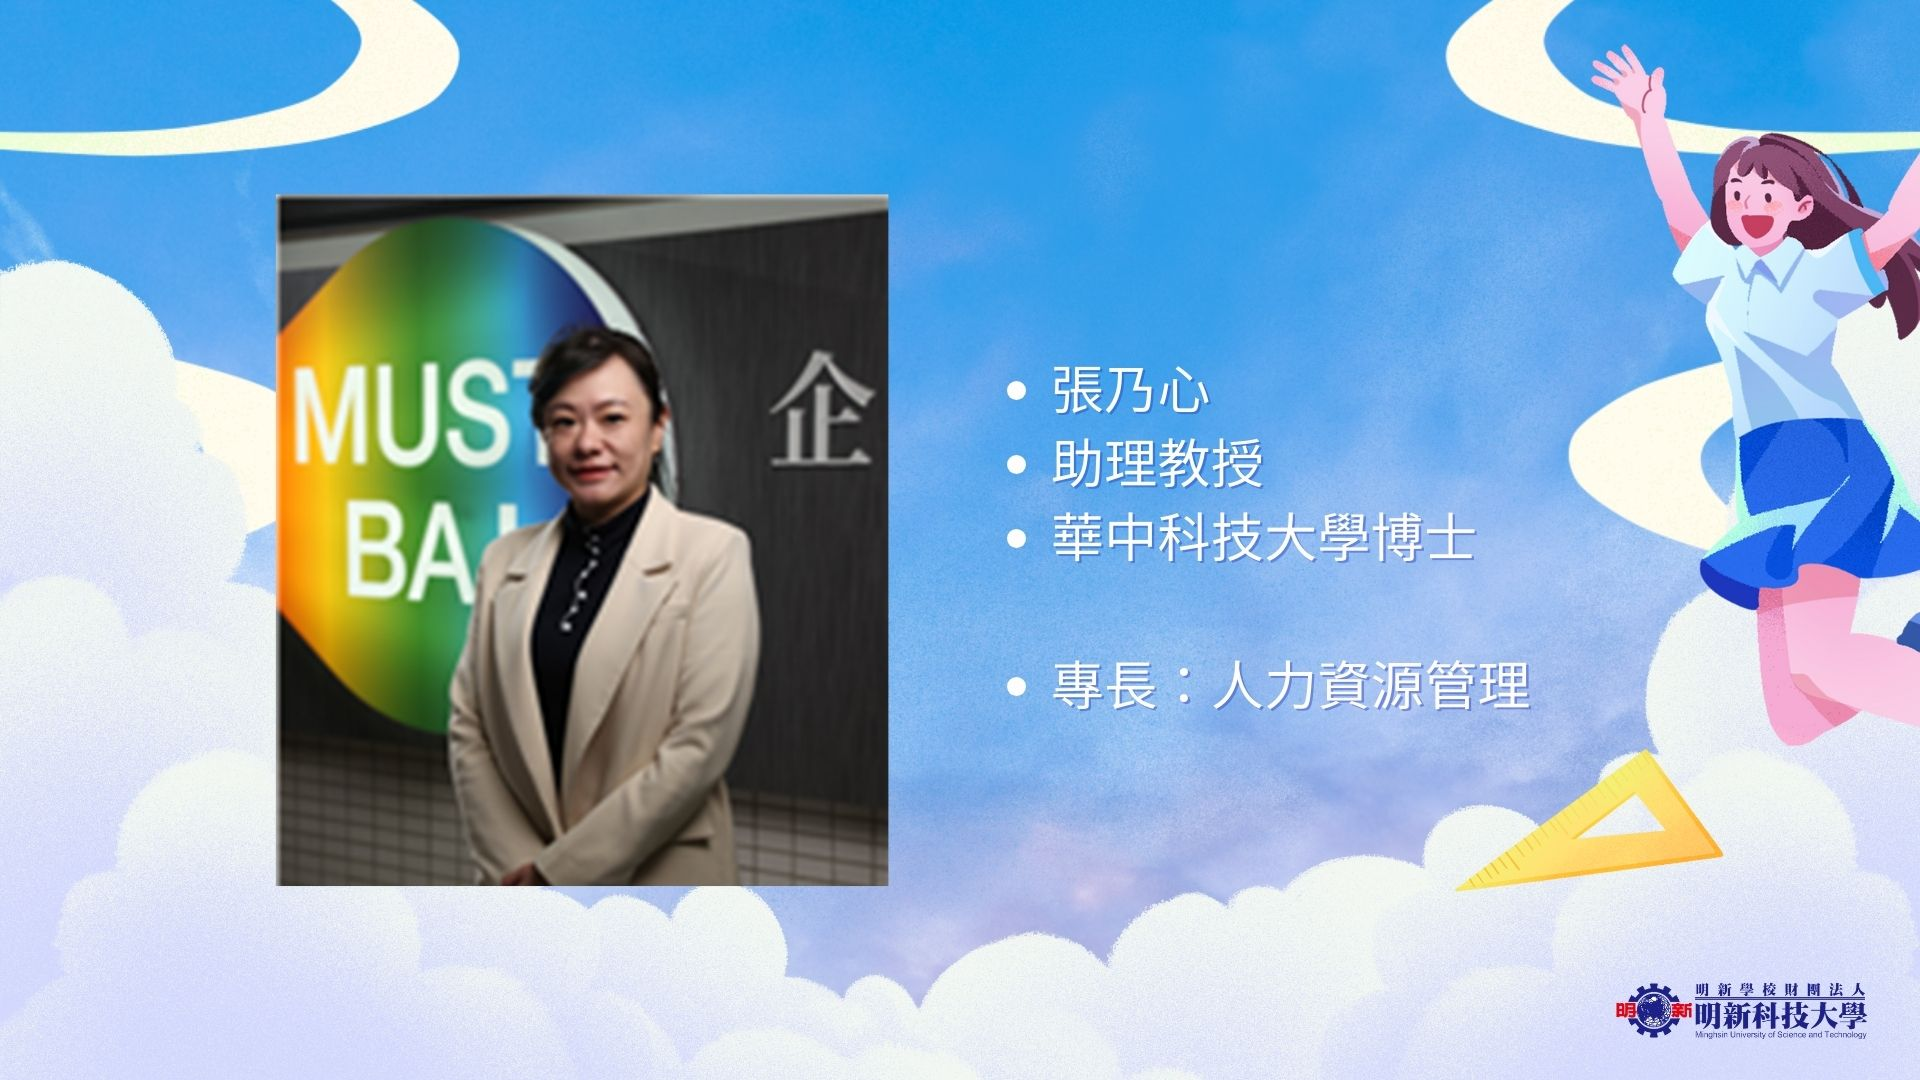 MUST
BA
企
張乃心
助理教授
華中科技大學博士
專長：人力資源管理
明新學校財團法人
明新
明新科技大學
Minghsin University of Science and Technology